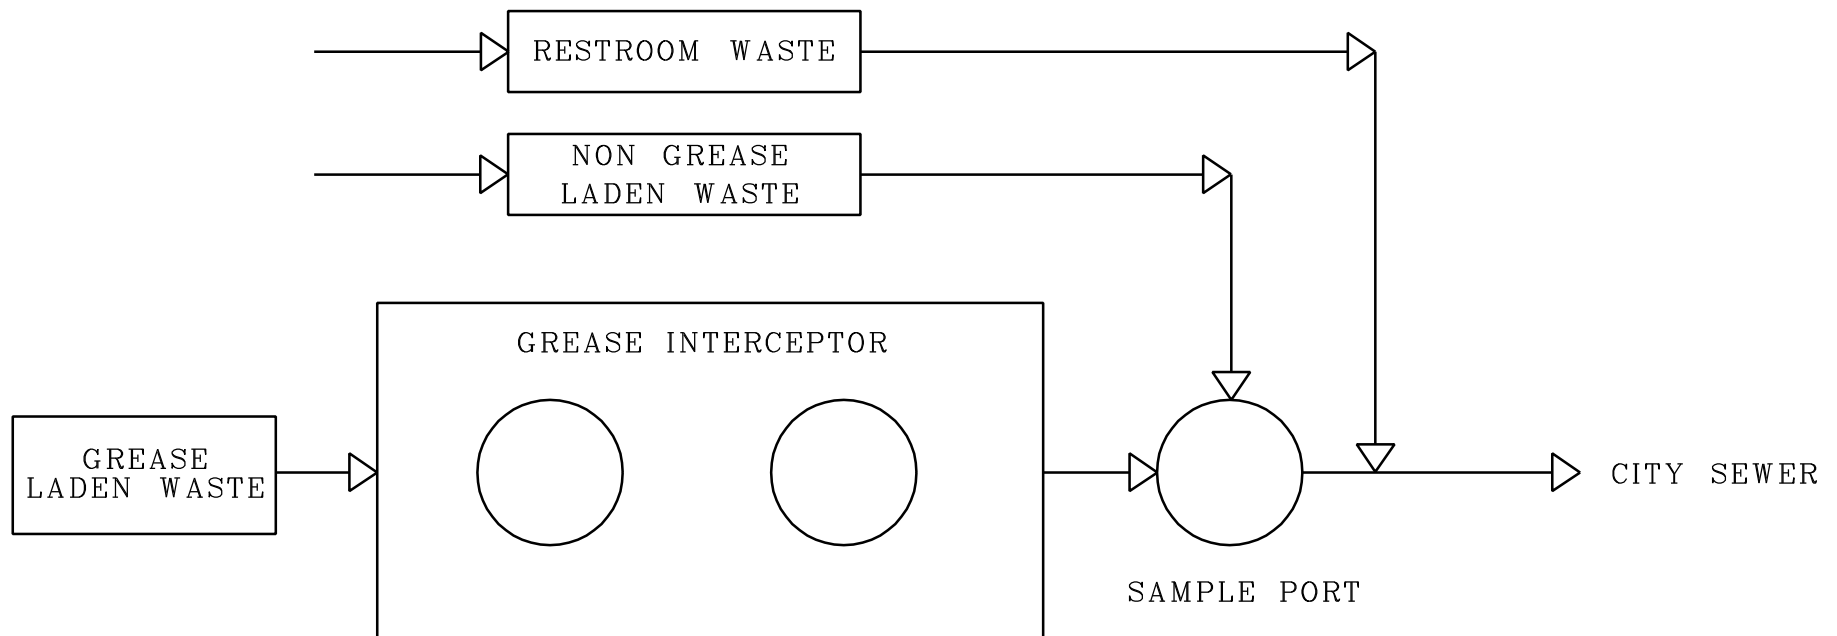 RESTROOM WASTE
NON GREASE
LADEN WASTE
GREASE INTERCEPTOR
GREASE
LADEN WASTE
CITY SEWER
SAMPLE PORT